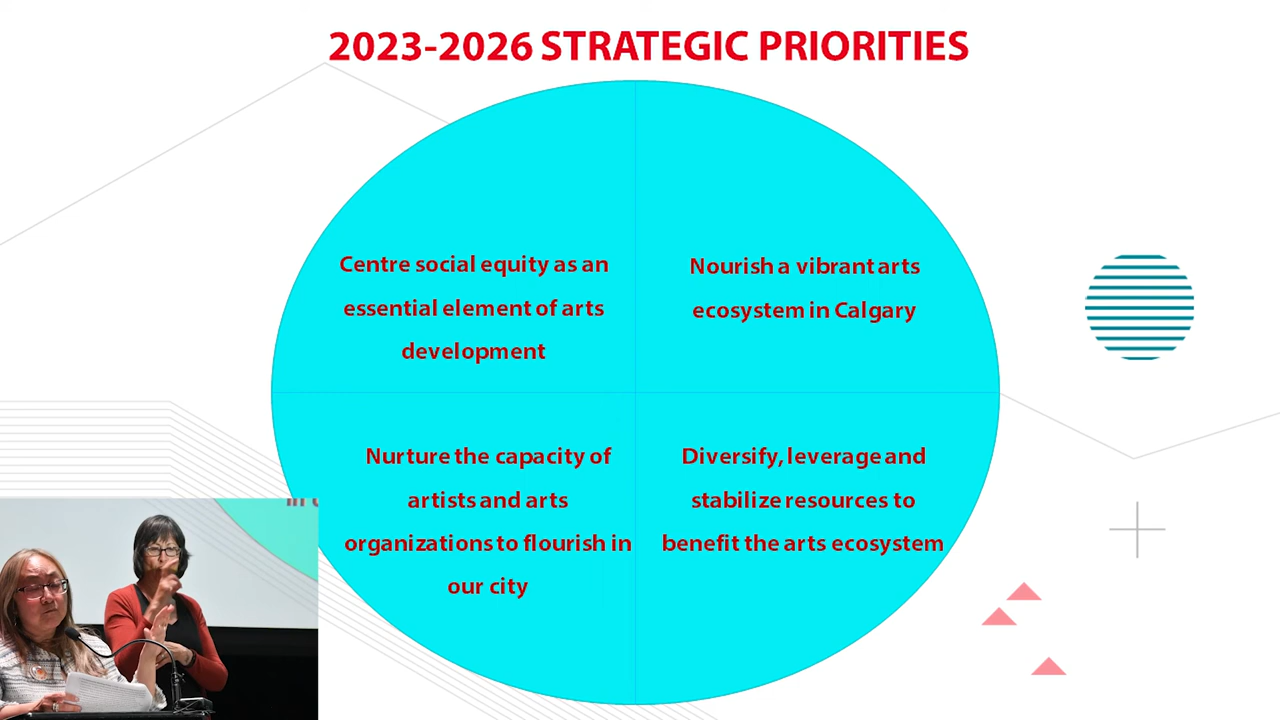 2023-2026 STRATEGIC PRIORITIES
Centre social equity as an
essential element of arts
development
Nourish a vibrant arts
ecosystem in Calgary
Nurture the capacity of
artists and arts
organizations to flourish in
our city
Diversify, leverage and
stabilize resources to
benefit the arts ecosystem